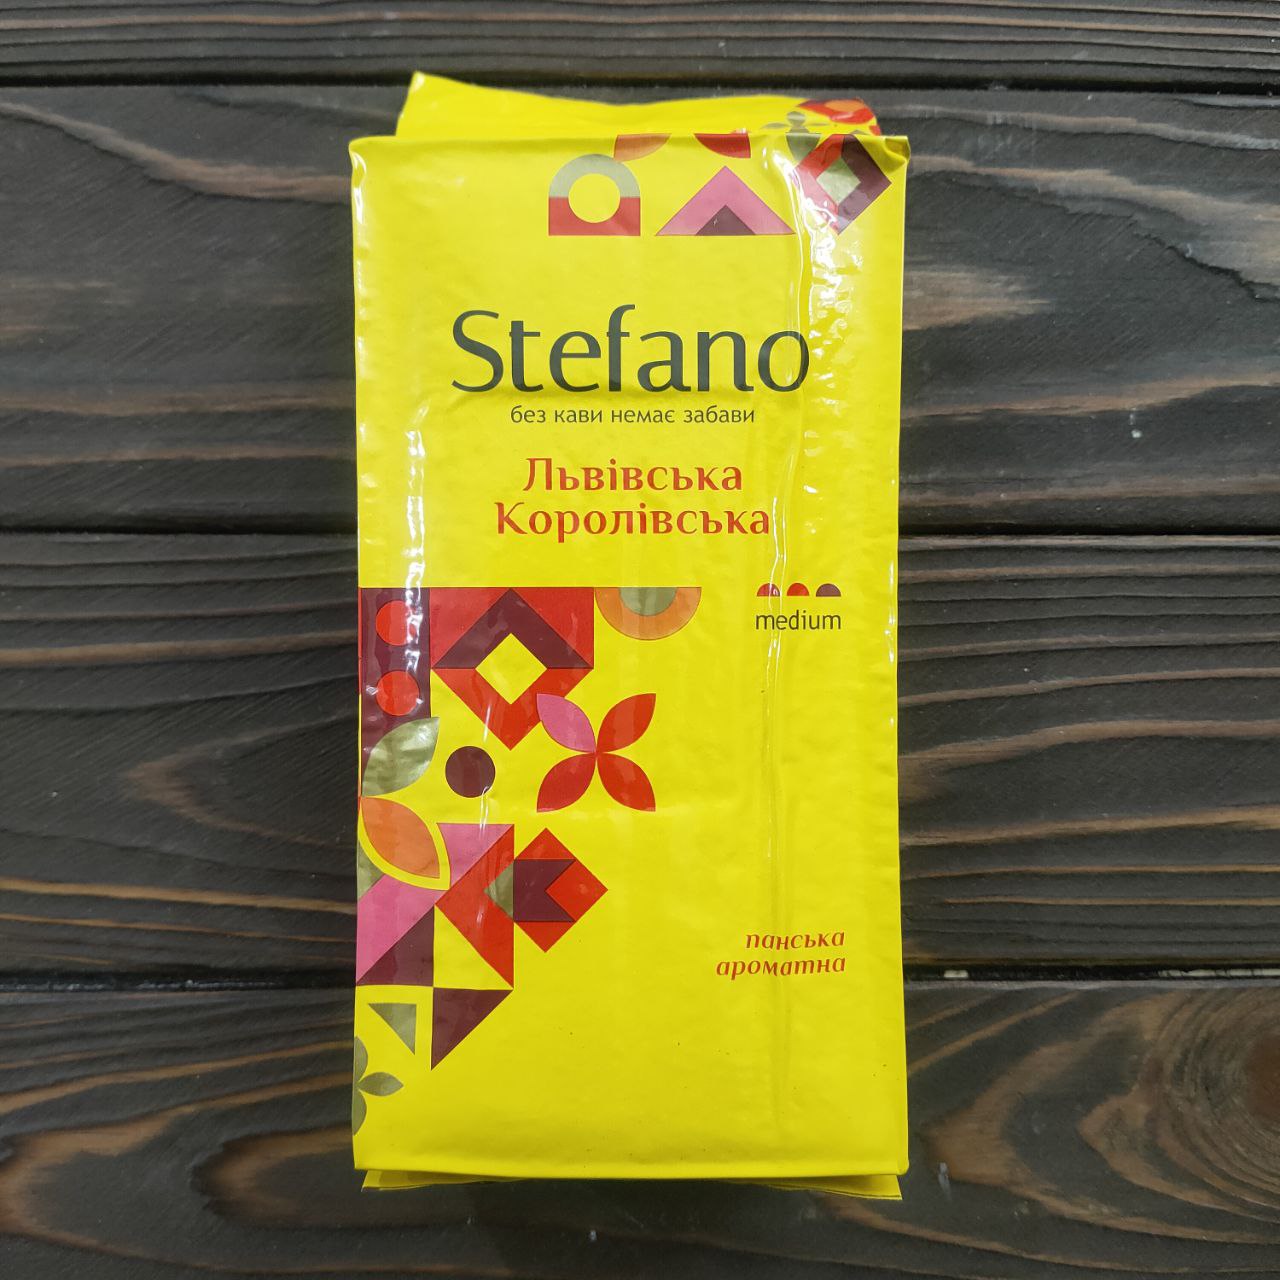 Stefano
без кави немає забави
Львівська
Королівська
medium
панська
ароматна